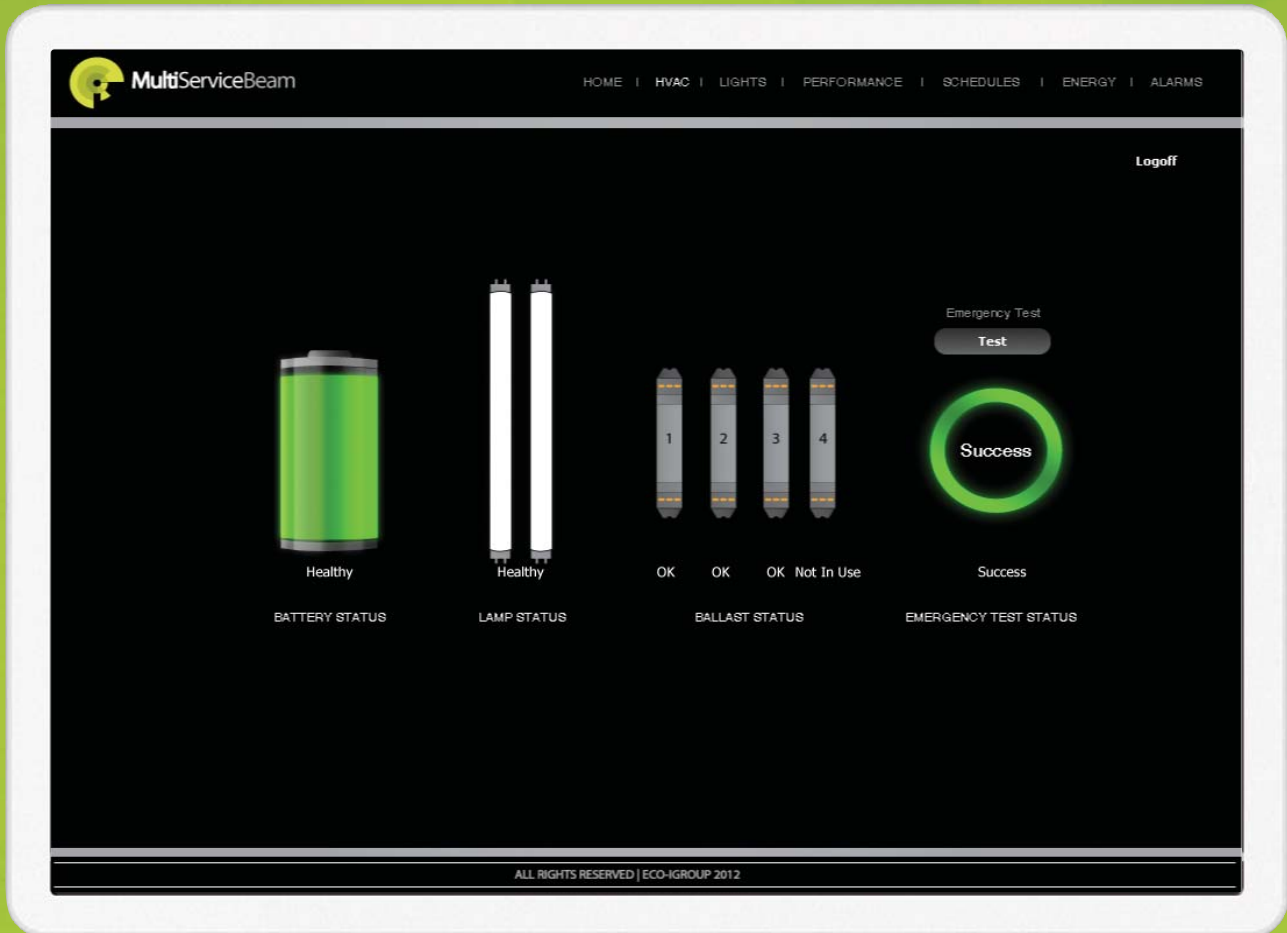 MultiServiceBeam
HOME | HVAC | LIGHTS | PERFORMANCE | SCHEDULES | ENERGY | ALARMS
Logoff
Emergency Test
Test
1 2 3 4
Success
Healthy Healthy OK OK OK Not In Use Success
BATTERY STATUS LAMP STATUS BALLAST STATUS EMERGENCY TEST STATUS
ALL RIGHTS RESERVED | ECO-IGROUP 2012